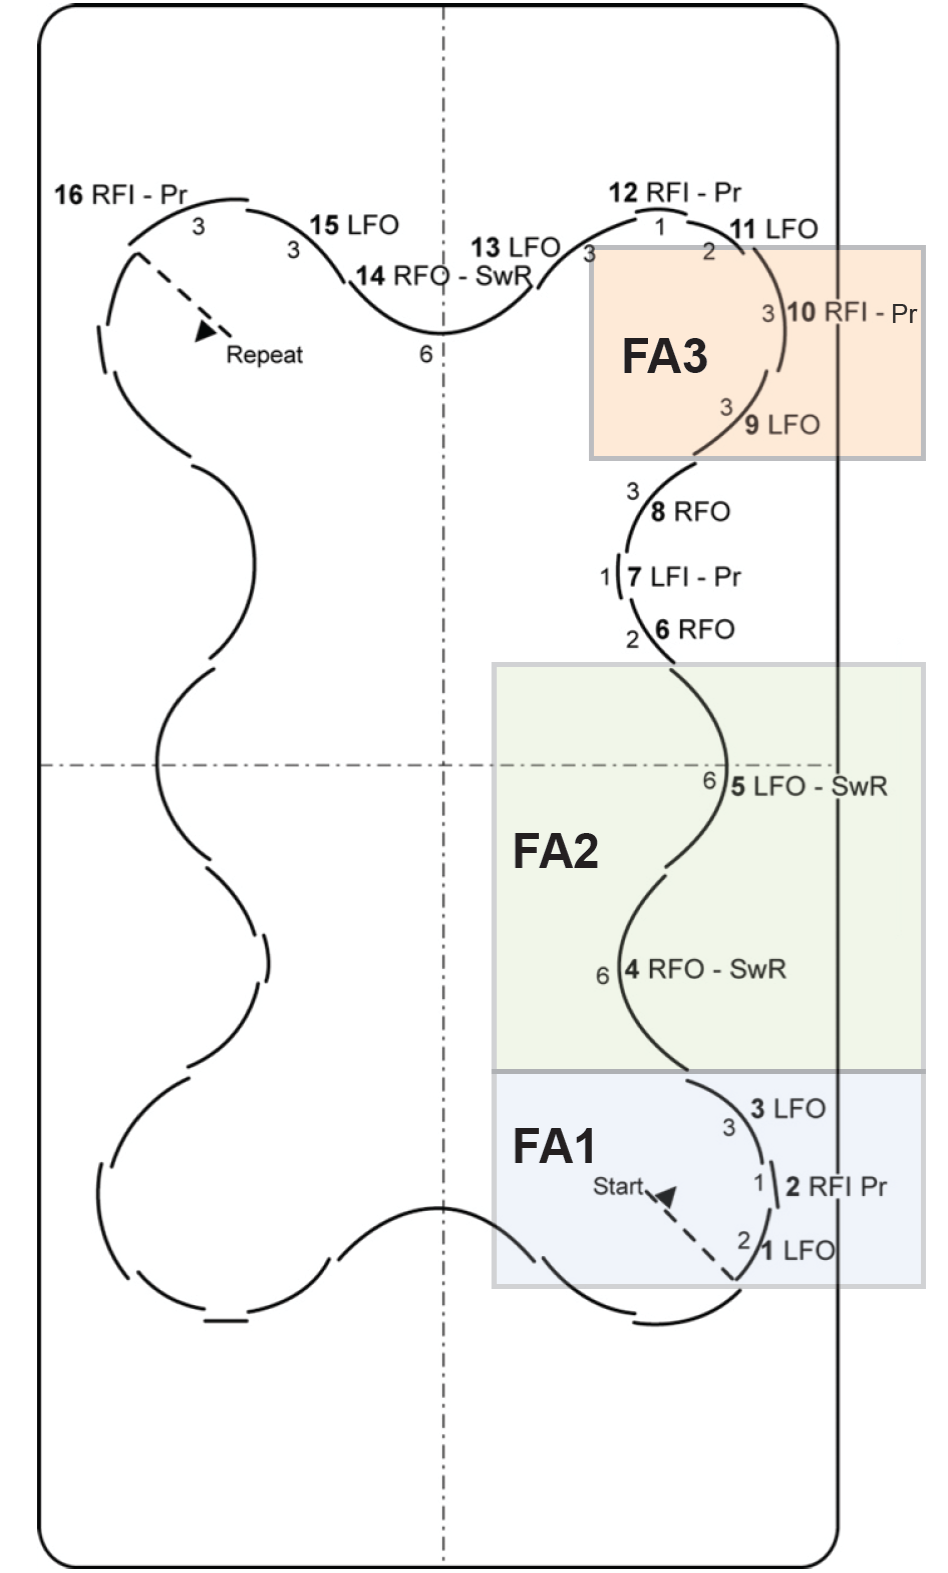 16 RFI - Pr
3
3
15 LFO
14 RFO - SwR
6
13 LFO
3
12 RFI - Pr
1
11 LFO
2
3
10 RFI - Pr
FA3
3
9 LFO
Repeat
3
8 RFO
1
7 LFI - Pr
6 RFO
2
6
5 LFO - SwR
FA2
6
4 RFO - SwR
3 LFO
3
FA1
Start
1
2 RFI Pr
2
1 LFO